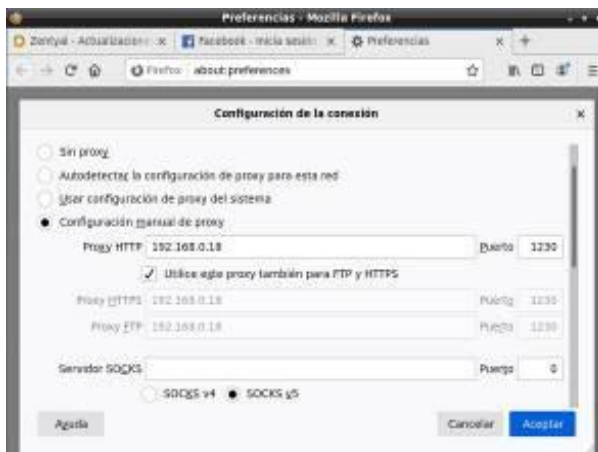 Preferencias - Mozilla Firefox
Zentyal - Actualizacion
Facebook - Inicia sesión
Preferencias
Firefox about:preferences
Configuración de la conexión
Sin proxy
Autodetectar la configuración de proxy para esta red
Usar configuración de proxy del sistema
Configuración manual de proxy
Proxy HTTP 192.168.0.18 Puerto 1230
Utilice este proxy también para FTP y HTTPS
Proxy HTTPS 192.168.0.18 Puerto 1230
Proxy FTP 192.168.0.18 Puerto 1230
Servidor SOCKS Puerto 0
SOCKS v4 SOCKS v5
Ayuda Cancelar Aceptar